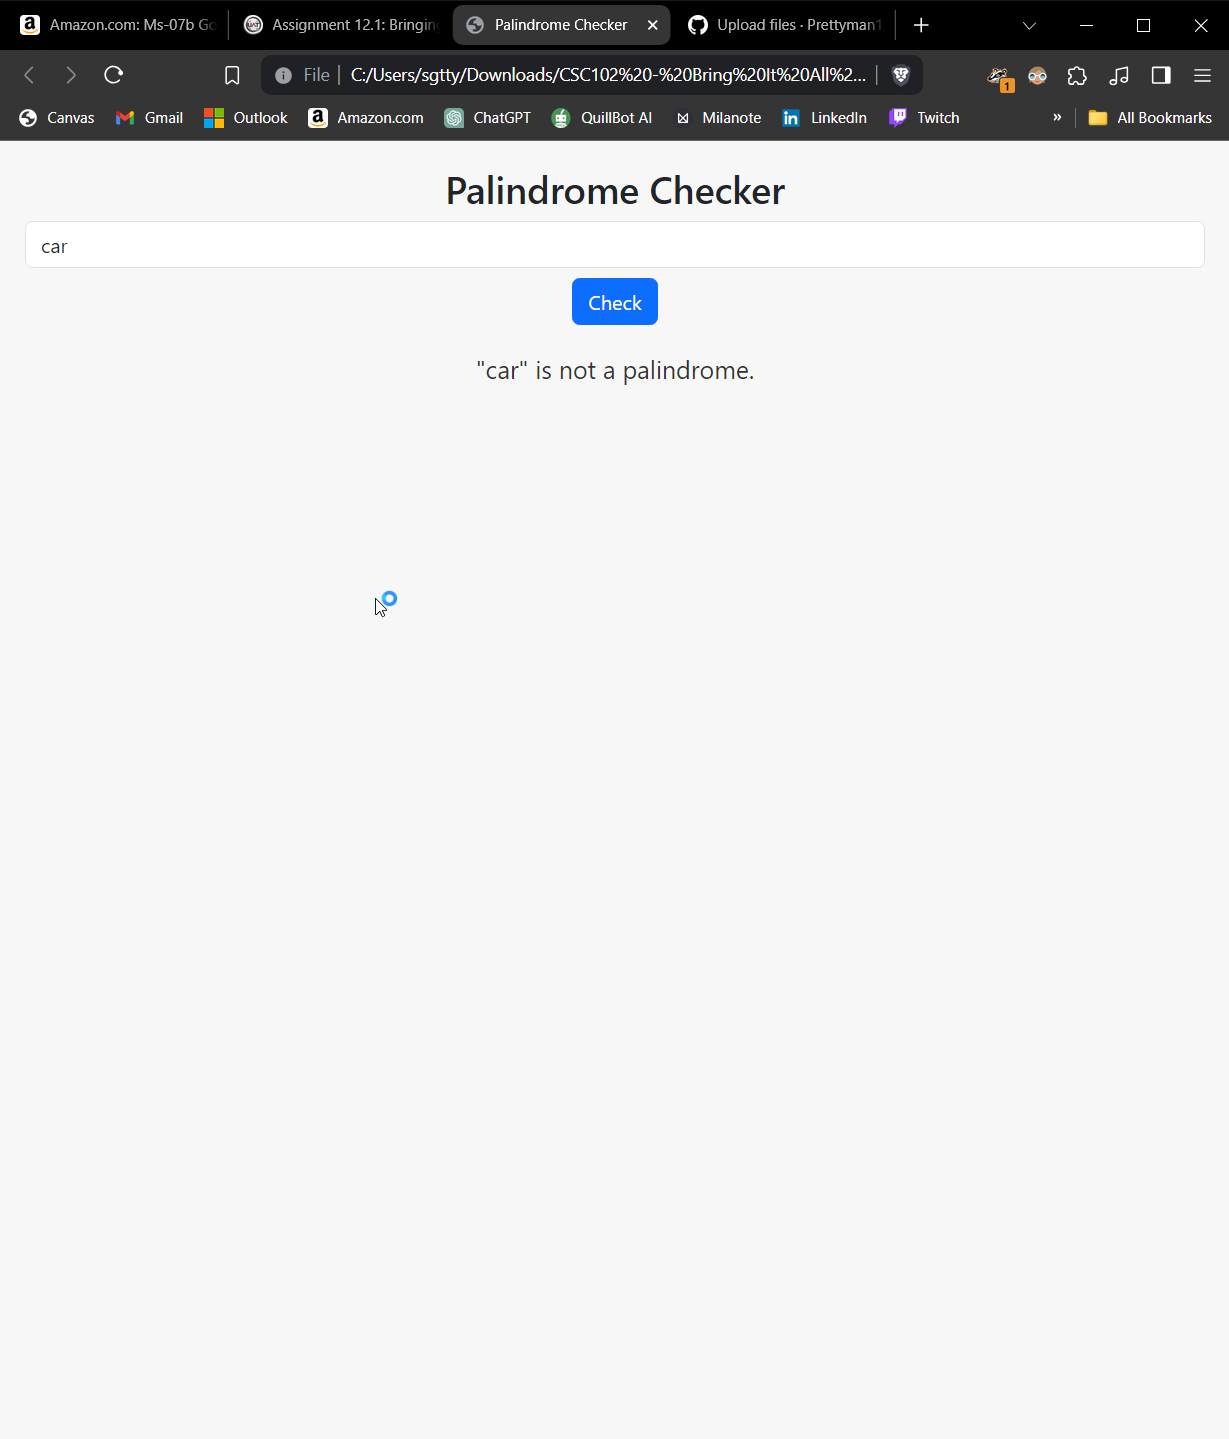 Amazon.com: Ms-07b Go
Assignment 12.1: Bringin
Palindrome Checker
Upload files · Prettyman1
File
C:/Users/sgtty/Downloads/CSC102%20-%20Bring%20It%20All%2...
1
Canvas
Gmail
Outlook
Amazon.com
ChatGPT
QuillBot AI
Milanote
LinkedIn
Twitch
»
All Bookmarks
Palindrome Checker
car
Check
"car" is not a palindrome.